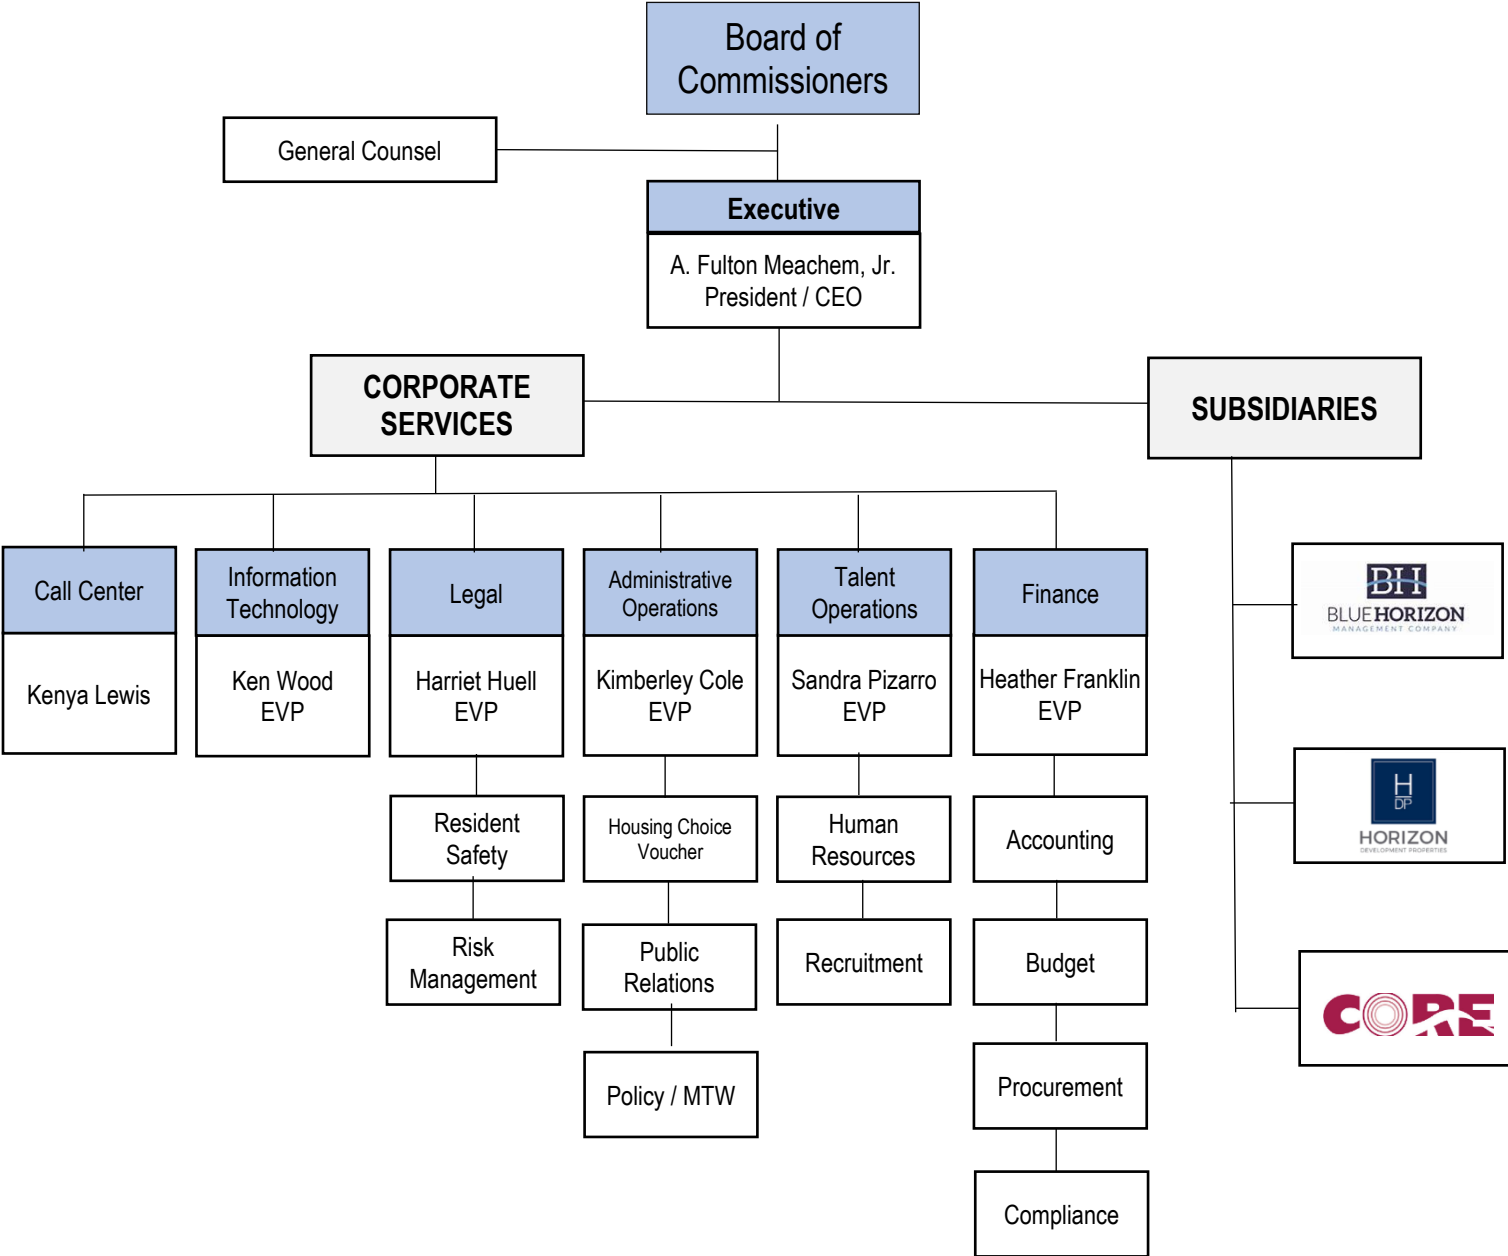 Board of
Commissioners
General Counsel
Executive
A. Fulton Meachem, Jr.
President / CEO
CORPORATE
SERVICES
SUBSIDIARIES
Call Center
Kenya Lewis
Information
Technology
Ken Wood
EVP
Legal
Harriet Huell
EVP
Resident
Safety
Risk
Management
Administrative
Operations
Kimberley Cole
EVP
Housing Choice
Voucher
Public
Relations
Policy / MTW
Talent
Operations
Sandra Pizarro
EVP
Human
Resources
Recruitment
Finance
Heather Franklin
EVP
Accounting
Budget
Procurement
Compliance
BH
BLUEHORIZON
MANAGEMENT COMPANY
H
DP
HORIZON
DEVELOPMENT PROPERTIES
CORE